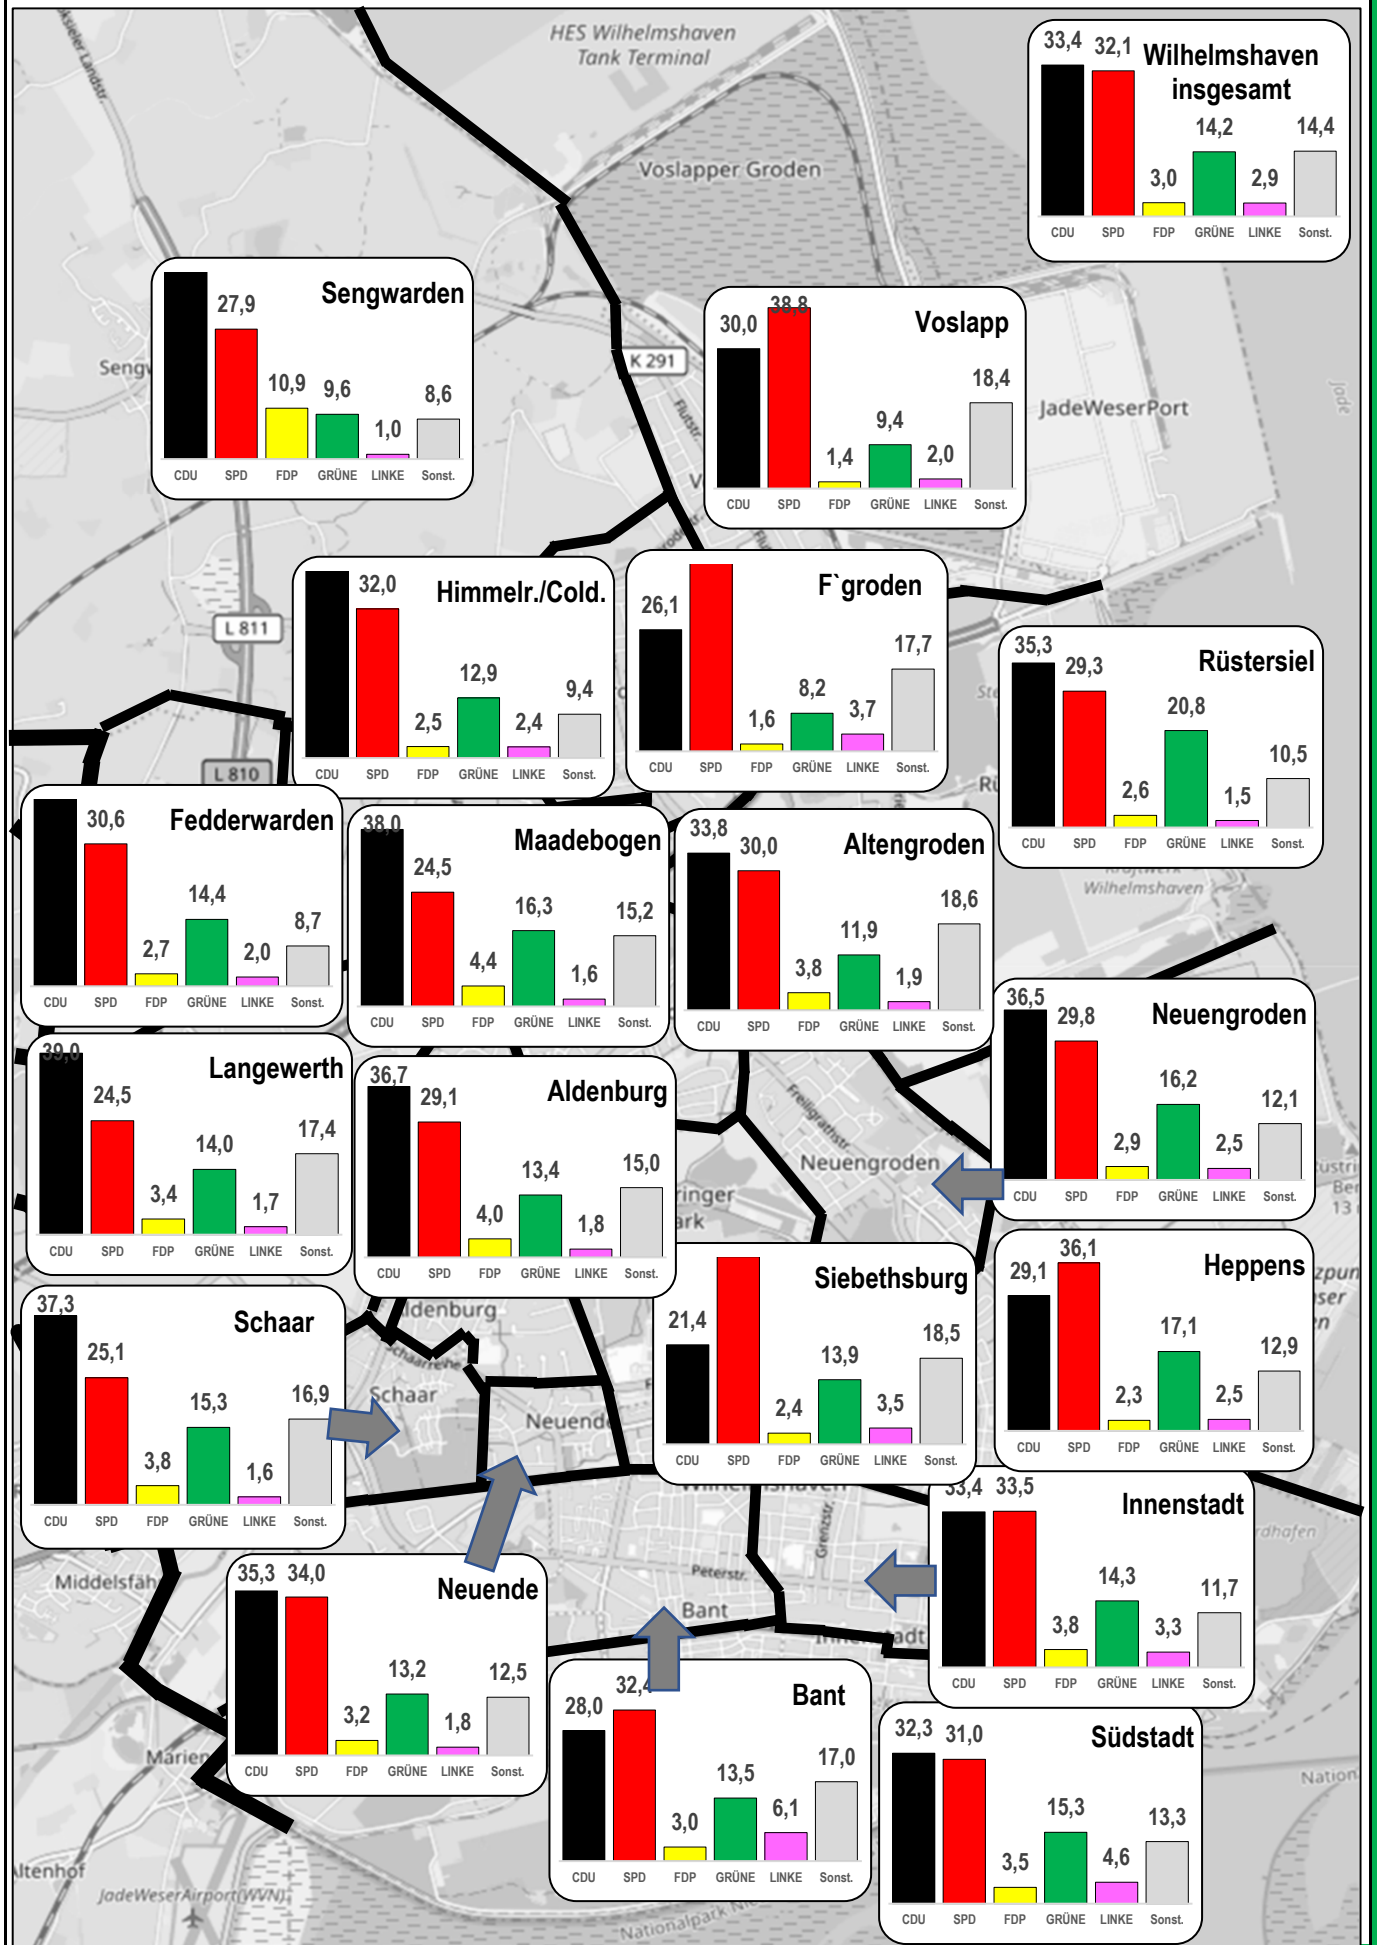 HES Wilhelmshaven
Tank Terminal
Voslapper Groden
Wilhelmshaven
insgesamt
33,4 32,1 3,0 14,2 2,9 14,4
CDU SPD FDP GRÜNE LINKE Sonst.
Sengwarden
27,9 10,9 9,6 1,0 8,6
CDU SPD FDP GRÜNE LINKE Sonst.
K 291
Flutstr.
Voslapp
30,0 38,8 1,4 9,4 2,0 18,4
CDU SPD FDP GRÜNE LINKE Sonst.
JadeWeserPort
Jade
Himmelr./Cold.
32,0 2,5 12,9 2,4 9,4
CDU SPD FDP GRÜNE LINKE Sonst.
F`groden
26,1 1,6 8,2 3,7 17,7
CDU SPD FDP GRÜNE LINKE Sonst.
L 811
Rüstersiel
35,3 29,3 2,6 20,8 1,5 10,5
CDU SPD FDP GRÜNE LINKE Sonst.
L 810
Fedderwarden
30,6 2,7 14,4 2,0 8,7
CDU SPD FDP GRÜNE LINKE Sonst.
Maadebogen
38,0 24,5 4,4 16,3 1,6 15,2
CDU SPD FDP GRÜNE LINKE Sonst.
Altengroden
33,8 30,0 3,8 11,9 1,9 18,6
CDU SPD FDP GRÜNE LINKE Sonst.
Kraftwerk
Wilhelmshaven
Neuengroden
36,5 29,8 2,9 16,2 2,5 12,1
CDU SPD FDP GRÜNE LINKE Sonst.
Langewerth
39,0 24,5 3,4 14,0 1,7 17,4
CDU SPD FDP GRÜNE LINKE Sonst.
Aldenburg
36,7 29,1 4,0 13,4 1,8 15,0
CDU SPD FDP GRÜNE LINKE Sonst.
Freiligrathstr.
Neuengroden
Siebethsburg
21,4 2,4 13,9 3,5 18,5
CDU SPD FDP GRÜNE LINKE Sonst.
Heppens
29,1 36,1 2,3 17,1 2,5 12,9
CDU SPD FDP GRÜNE LINKE Sonst.
Schaar
37,3 25,1 3,8 15,3 1,6 16,9
CDU SPD FDP GRÜNE LINKE Sonst.
Schaarreihe
Schaar
Neuende
Wilhelmshaven
Innenstadt
33,4 33,5 3,8 14,3 3,3 11,7
CDU SPD FDP GRÜNE LINKE Sonst.
Grenzstr.
Peterstr.
Bant
Innenstadt
Neuende
35,3 34,0 3,2 13,2 1,8 12,5
CDU SPD FDP GRÜNE LINKE Sonst.
Bant
28,0 32,4 3,0 13,5 6,1 17,0
CDU SPD FDP GRÜNE LINKE Sonst.
Südstadt
32,3 31,0 3,5 15,3 4,6 13,3
CDU SPD FDP GRÜNE LINKE Sonst.
JadeWeserAirport(WVN)